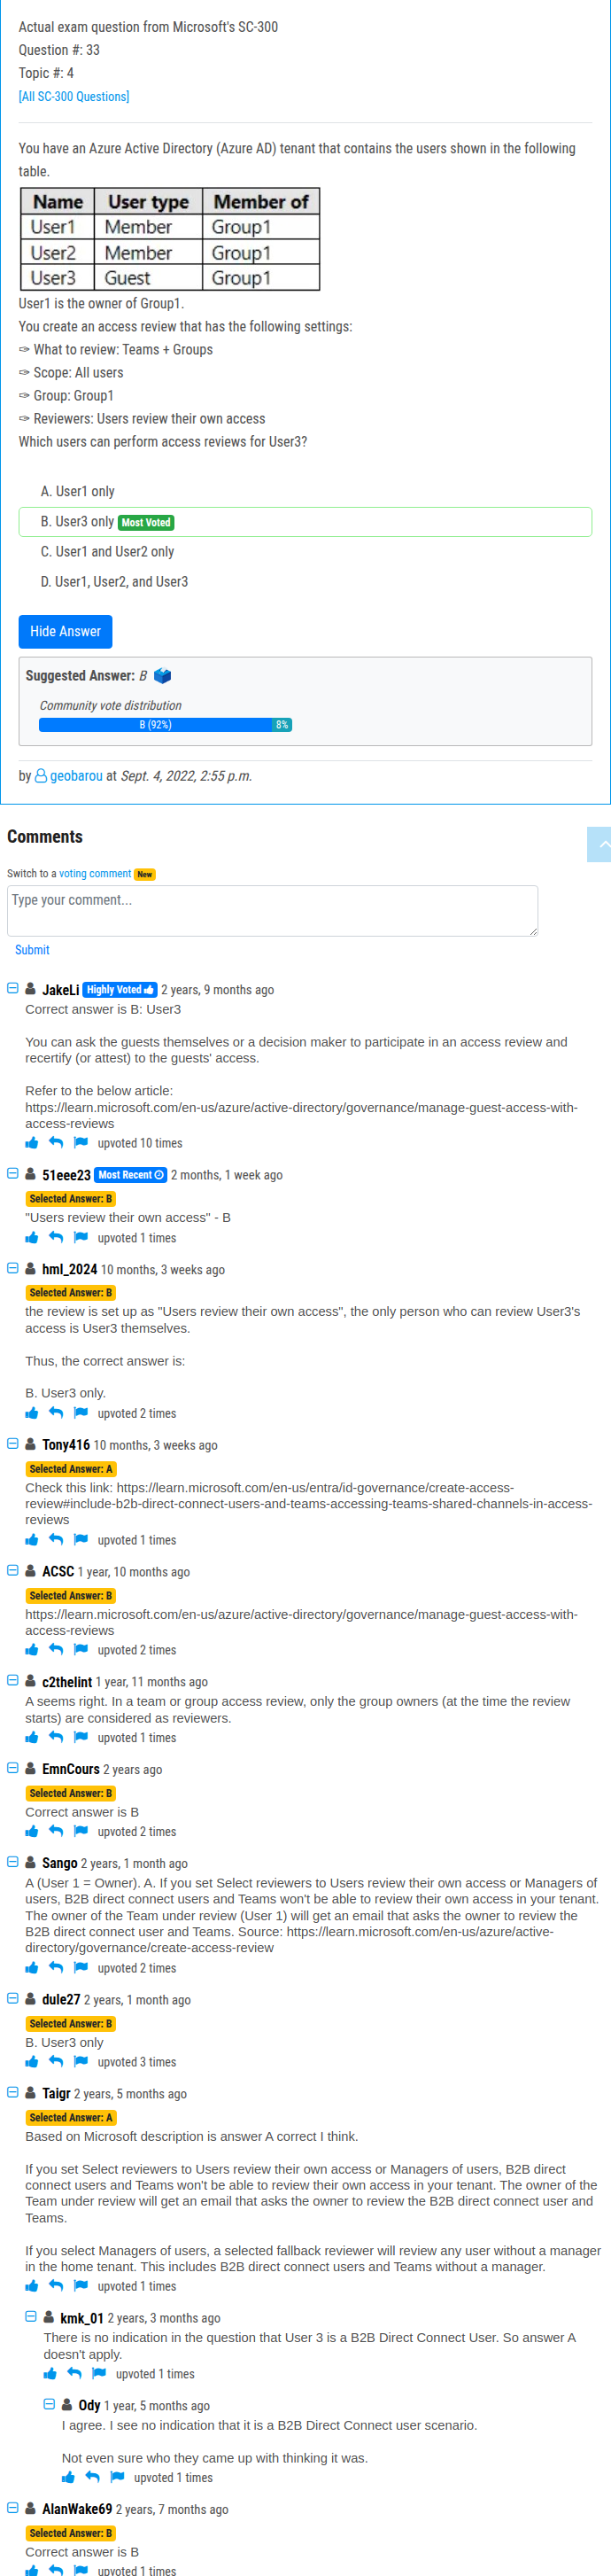 Actual exam question from Microsoft's SC-300
Question #: 33
Topic #: 4
[All SC-300 Questions]
You have an Azure Active Directory (Azure AD) tenant that contains the users shown in the following
table.
Name User type Member of
User1 Member Group1
User2 Member Group1
User3 Guest Group1
User1 is the owner of Group1.
You create an access review that has the following settings:
✑ What to review: Teams + Groups
✑ Scope: All users
✑ Group: Group1
✑ Reviewers: Users review their own access
Which users can perform access reviews for User3?
A. User1 only
B. User3 only Most Voted
C. User1 and User2 only
D. User1, User2, and User3
Hide Answer
Suggested Answer: B
Community vote distribution
B (92%) 8%
by geobarou at Sept. 4, 2022, 2:55 p.m.
Comments
Switch to a voting comment New
Type your comment...
Submit
JakeLi Highly Voted 2 years, 9 months ago
Correct answer is B: User3
You can ask the guests themselves or a decision maker to participate in an access review and
recertify (or attest) to the guests' access.
Refer to the below article:
https://learn.microsoft.com/en-us/azure/active-directory/governance/manage-guest-access-with-
access-reviews
upvoted 10 times
51eee23 Most Recent 2 months, 1 week ago
Selected Answer: B
"Users review their own access" - B
upvoted 1 times
hml_2024 10 months, 3 weeks ago
Selected Answer: B
the review is set up as "Users review their own access", the only person who can review User3's
access is User3 themselves.
Thus, the correct answer is:
B. User3 only.
upvoted 2 times
Tony416 10 months, 3 weeks ago
Selected Answer: A
Check this link: https://learn.microsoft.com/en-us/entra/id-governance/create-access-
review#include-b2b-direct-connect-users-and-teams-accessing-teams-shared-channels-in-access-
reviews
upvoted 1 times
ACSC 1 year, 10 months ago
Selected Answer: B
https://learn.microsoft.com/en-us/azure/active-directory/governance/manage-guest-access-with-
access-reviews
upvoted 2 times
c2thelint 1 year, 11 months ago
A seems right. In a team or group access review, only the group owners (at the time the review
starts) are considered as reviewers.
upvoted 1 times
EmnCours 2 years ago
Selected Answer: B
Correct answer is B
upvoted 2 times
Sango 2 years, 1 month ago
A (User 1 = Owner). A. If you set Select reviewers to Users review their own access or Managers of
users, B2B direct connect users and Teams won't be able to review their own access in your tenant.
The owner of the Team under review (User 1) will get an email that asks the owner to review the
B2B direct connect user and Teams. Source: https://learn.microsoft.com/en-us/azure/active-
directory/governance/create-access-review
upvoted 2 times
dule27 2 years, 1 month ago
Selected Answer: B
B. User3 only
upvoted 3 times
Taigr 2 years, 5 months ago
Selected Answer: A
Based on Microsoft description is answer A correct I think.
If you set Select reviewers to Users review their own access or Managers of users, B2B direct
connect users and Teams won't be able to review their own access in your tenant. The owner of the
Team under review will get an email that asks the owner to review the B2B direct connect user and
Teams.
If you select Managers of users, a selected fallback reviewer will review any user without a manager
in the home tenant. This includes B2B direct connect users and Teams without a manager.
upvoted 1 times
kmk_01 2 years, 3 months ago
There is no indication in the question that User 3 is a B2B Direct Connect User. So answer A
doesn't apply.
upvoted 1 times
Ody 1 year, 5 months ago
I agree. I see no indication that it is a B2B Direct Connect user scenario.
Not even sure who they came up with thinking it was.
upvoted 1 times
AlanWake69 2 years, 7 months ago
Selected Answer: B
Correct answer is B
upvoted 1 times